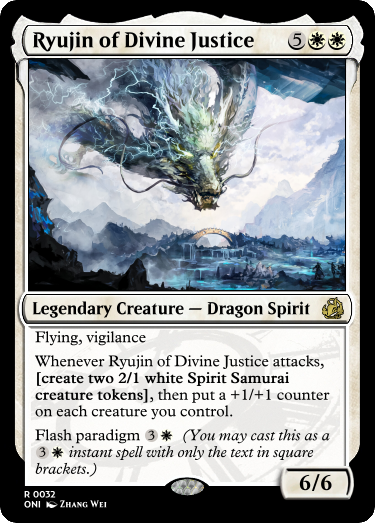 Ryujin of Divine Justice 5
Legendary Creature — Dragon Spirit
Flying, vigilance
Whenever Ryujin of Divine Justice attacks,
[create two 2/1 white Spirit Samurai
creature tokens], then put a +1/+1 counter
on each creature you control.
Flash paradigm 3 (You may cast this as a
3 instant spell with only the text in square
brackets.)
6/6
R 0032
ONI Zhang Wei